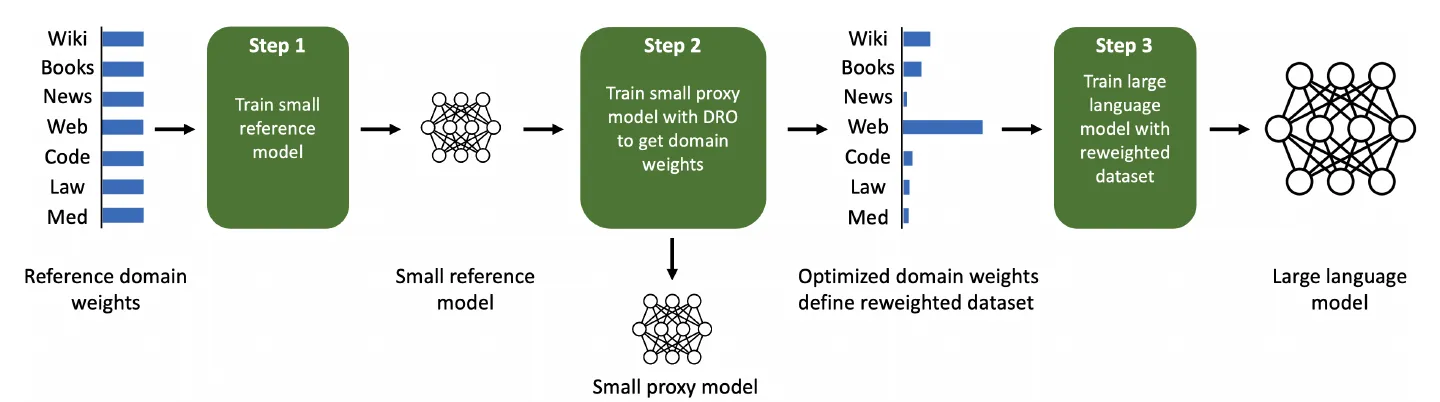 Wiki
Books
News
Web
Code
Law
Med
Reference domain
weights
Step 1
Train small
reference
model
Small reference
model
Step 2
Train small proxy
model with DRO
to get domain
weights
Small proxy model
Wiki
Books
News
Web
Code
Law
Med
Optimized domain weights
define reweighted dataset
Step 3
Train large
language
model with
reweighted
dataset
Large language
model